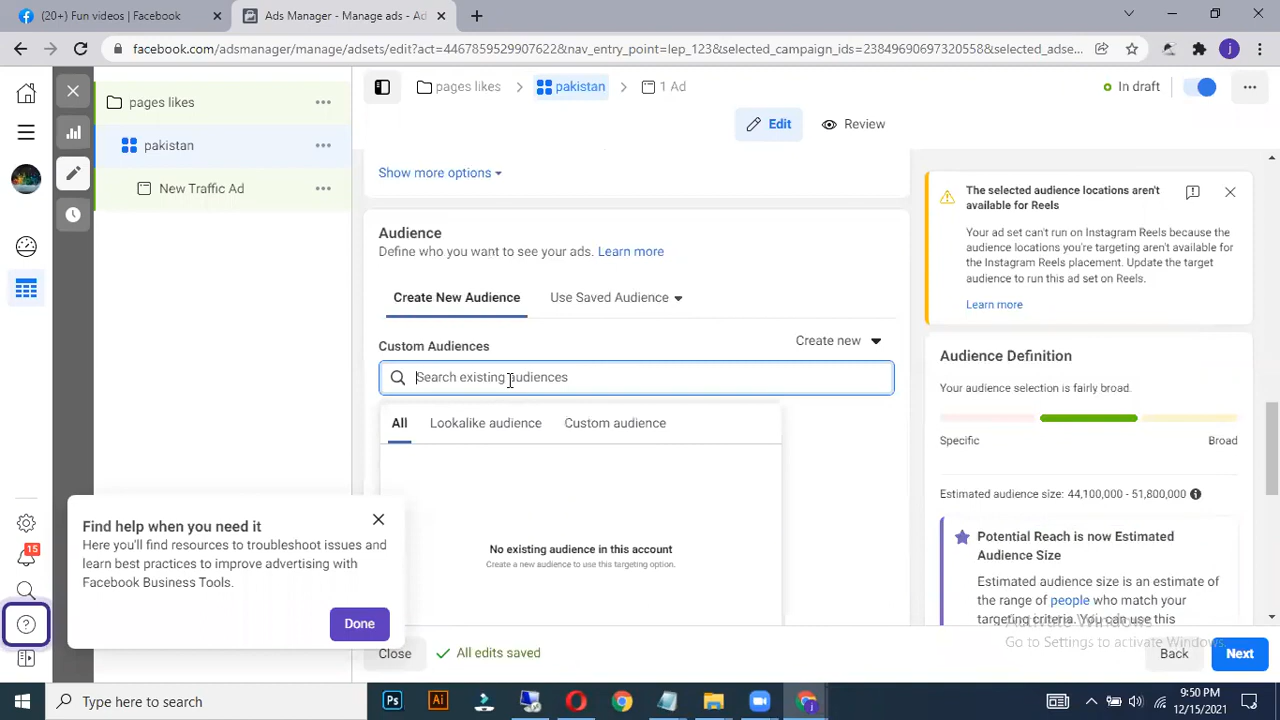 (20+) Fun videos | Facebook
Ads Manager - Manage ads - Ad
facebook.com/adsmanager/manage/adsets/edit?act=4467859529907622&nav_entry_point=lep_123&selected_campaign_ids=23849690697320558&selected_adse...
j
pages likes
pakistan
New Traffic Ad
pages likes > pakistan > 1 Ad
In draft
Edit
Review
Show more options
Audience
Define who you want to see your ads. Learn more
Create New Audience
Use Saved Audience
Custom Audiences
Create new
Search existing audiences
All
Lookalike audience
Custom audience
No existing audience in this account
Create a new audience to use this targeting option.
The selected audience locations aren't
available for Reels
Your ad set can't run on Instagram Reels because the
audience locations you're targeting aren't available for
the Instagram Reels placement. Update the target
audience to run this ad set on Reels.
Learn more
Audience Definition
Your audience selection is fairly broad.
Specific
Broad
Estimated audience size: 44,100,000 - 51,800,000
Potential Reach is now Estimated
Audience Size
Estimated audience size is an estimate of
the range of people who match your
targeting criteria. You can use this
Activate Windows
Go to Settings to activate Windows.
Find help when you need it
Here you'll find resources to troubleshoot issues and
learn best practices to improve advertising with
Facebook Business Tools.
Done
15
Close
All edits saved
Back
Next
Type here to search
Ps
Ai
9:50 PM
12/15/2021